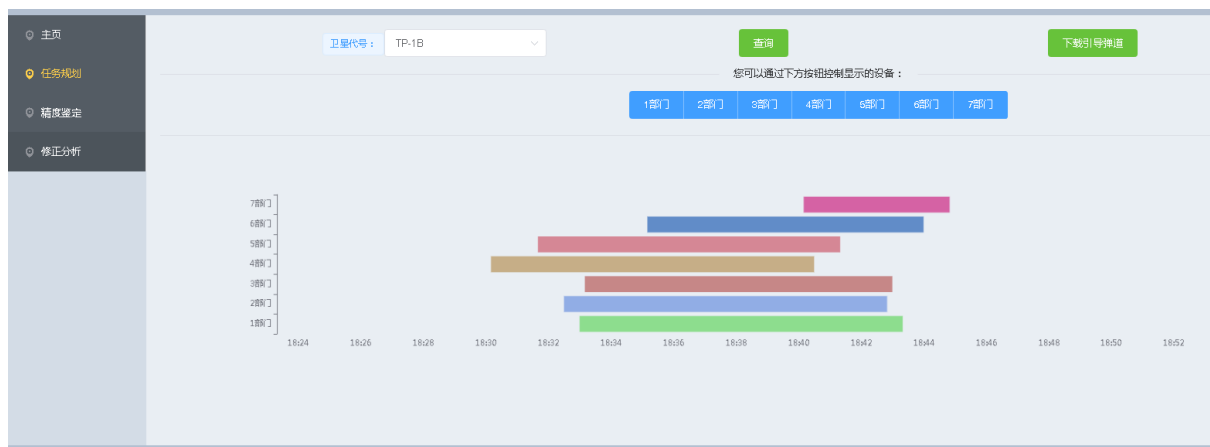 主页
任务规划
精度鉴定
修正分析
卫星代号： TP-1B
查询
下载引导弹道
您可以通过下方按钮控制显示的设备：
1部门 2部门 3部门 4部门 5部门 6部门 7部门
7部门
6部门
5部门
4部门
3部门
2部门
1部门
18:24 18:26 18:28 18:30 18:32 18:34 18:36 18:38 18:40 18:42 18:44 18:46 18:48 18:50 18:52